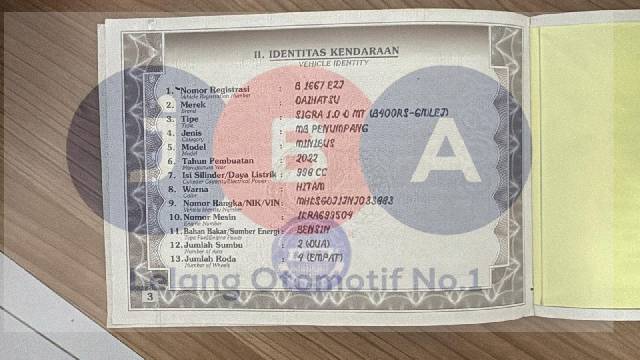 II. IDENTITAS KENDARAAN
VEHICLE IDENTITY
1. Nomor Registrasi : B 1667 EZJ
Vehicle Registration Number
2. Merek : DAIHATSU
Brand
3. Tipe : SIGRA 1.0 D MT (B400RS-GMLEJ)
Type
4. Jenis : MB PENUMPANG
Category
5. Model : MINIBUS
Model
6. Tahun Pembuatan : 2022
Manufacture Year
7. Isi Silinder/Daya Listrik : 998 CC
Cylinder Capacity/Electrical Power
8. Warna : HITAM
Color
9. Nomor Rangka/NIK/VIN :
Vehicle Identity Number
10. Nomor Mesin :
Engine Number
11. Bahan Bakar/Sumber Energi : BENSIN
Type Fuel/Engine Power
12. Jumlah Sumbu : 2 (DUA)
Number of Axle
13. Jumlah Roda : 4 (EMPAT)
Number of Wheels
3
J B A
Lelang Otomotif No.1